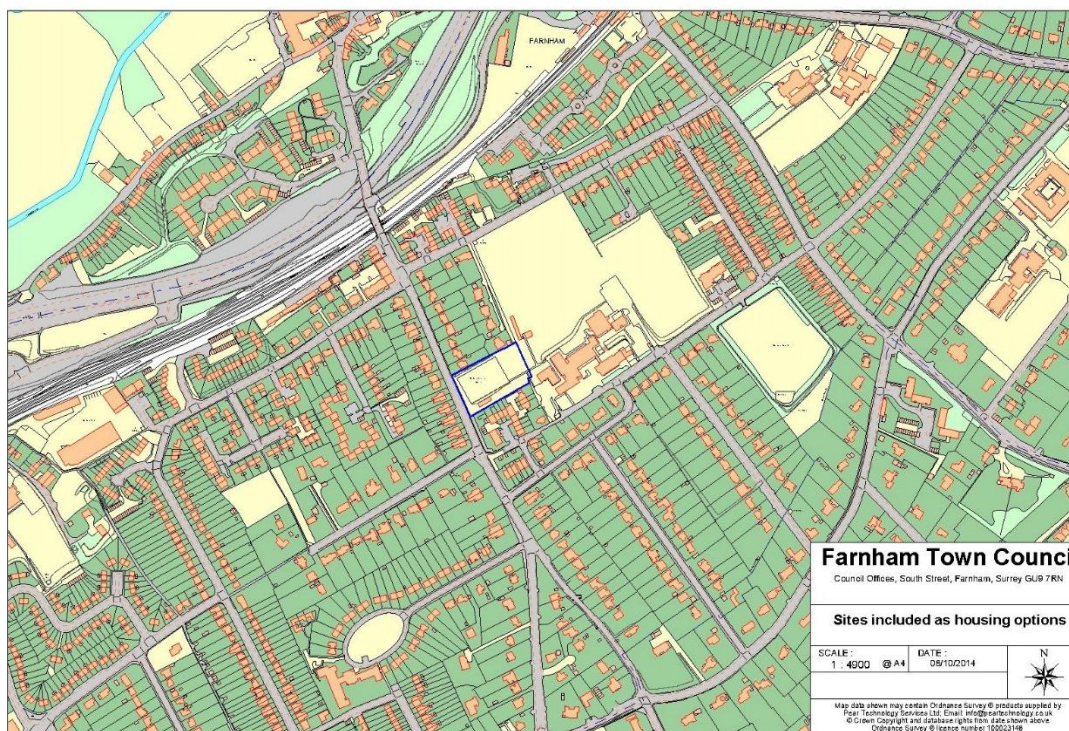 FARNHAM
Farnham Town Counci
Council Offices, South Street, Farnham, Surrey GU9 7RN
Sites included as housing options
SCALE :
1 : 4900 @ A4
DATE :
08/10/2014
N
Map data shown may contain Ordnance Survey ® products supplied by
Pear Technology Services Ltd; Email: info@peartechnology.co.uk
© Crown Copyright and database rights from date shown above
Ordnance Survey ® licence number 100023148